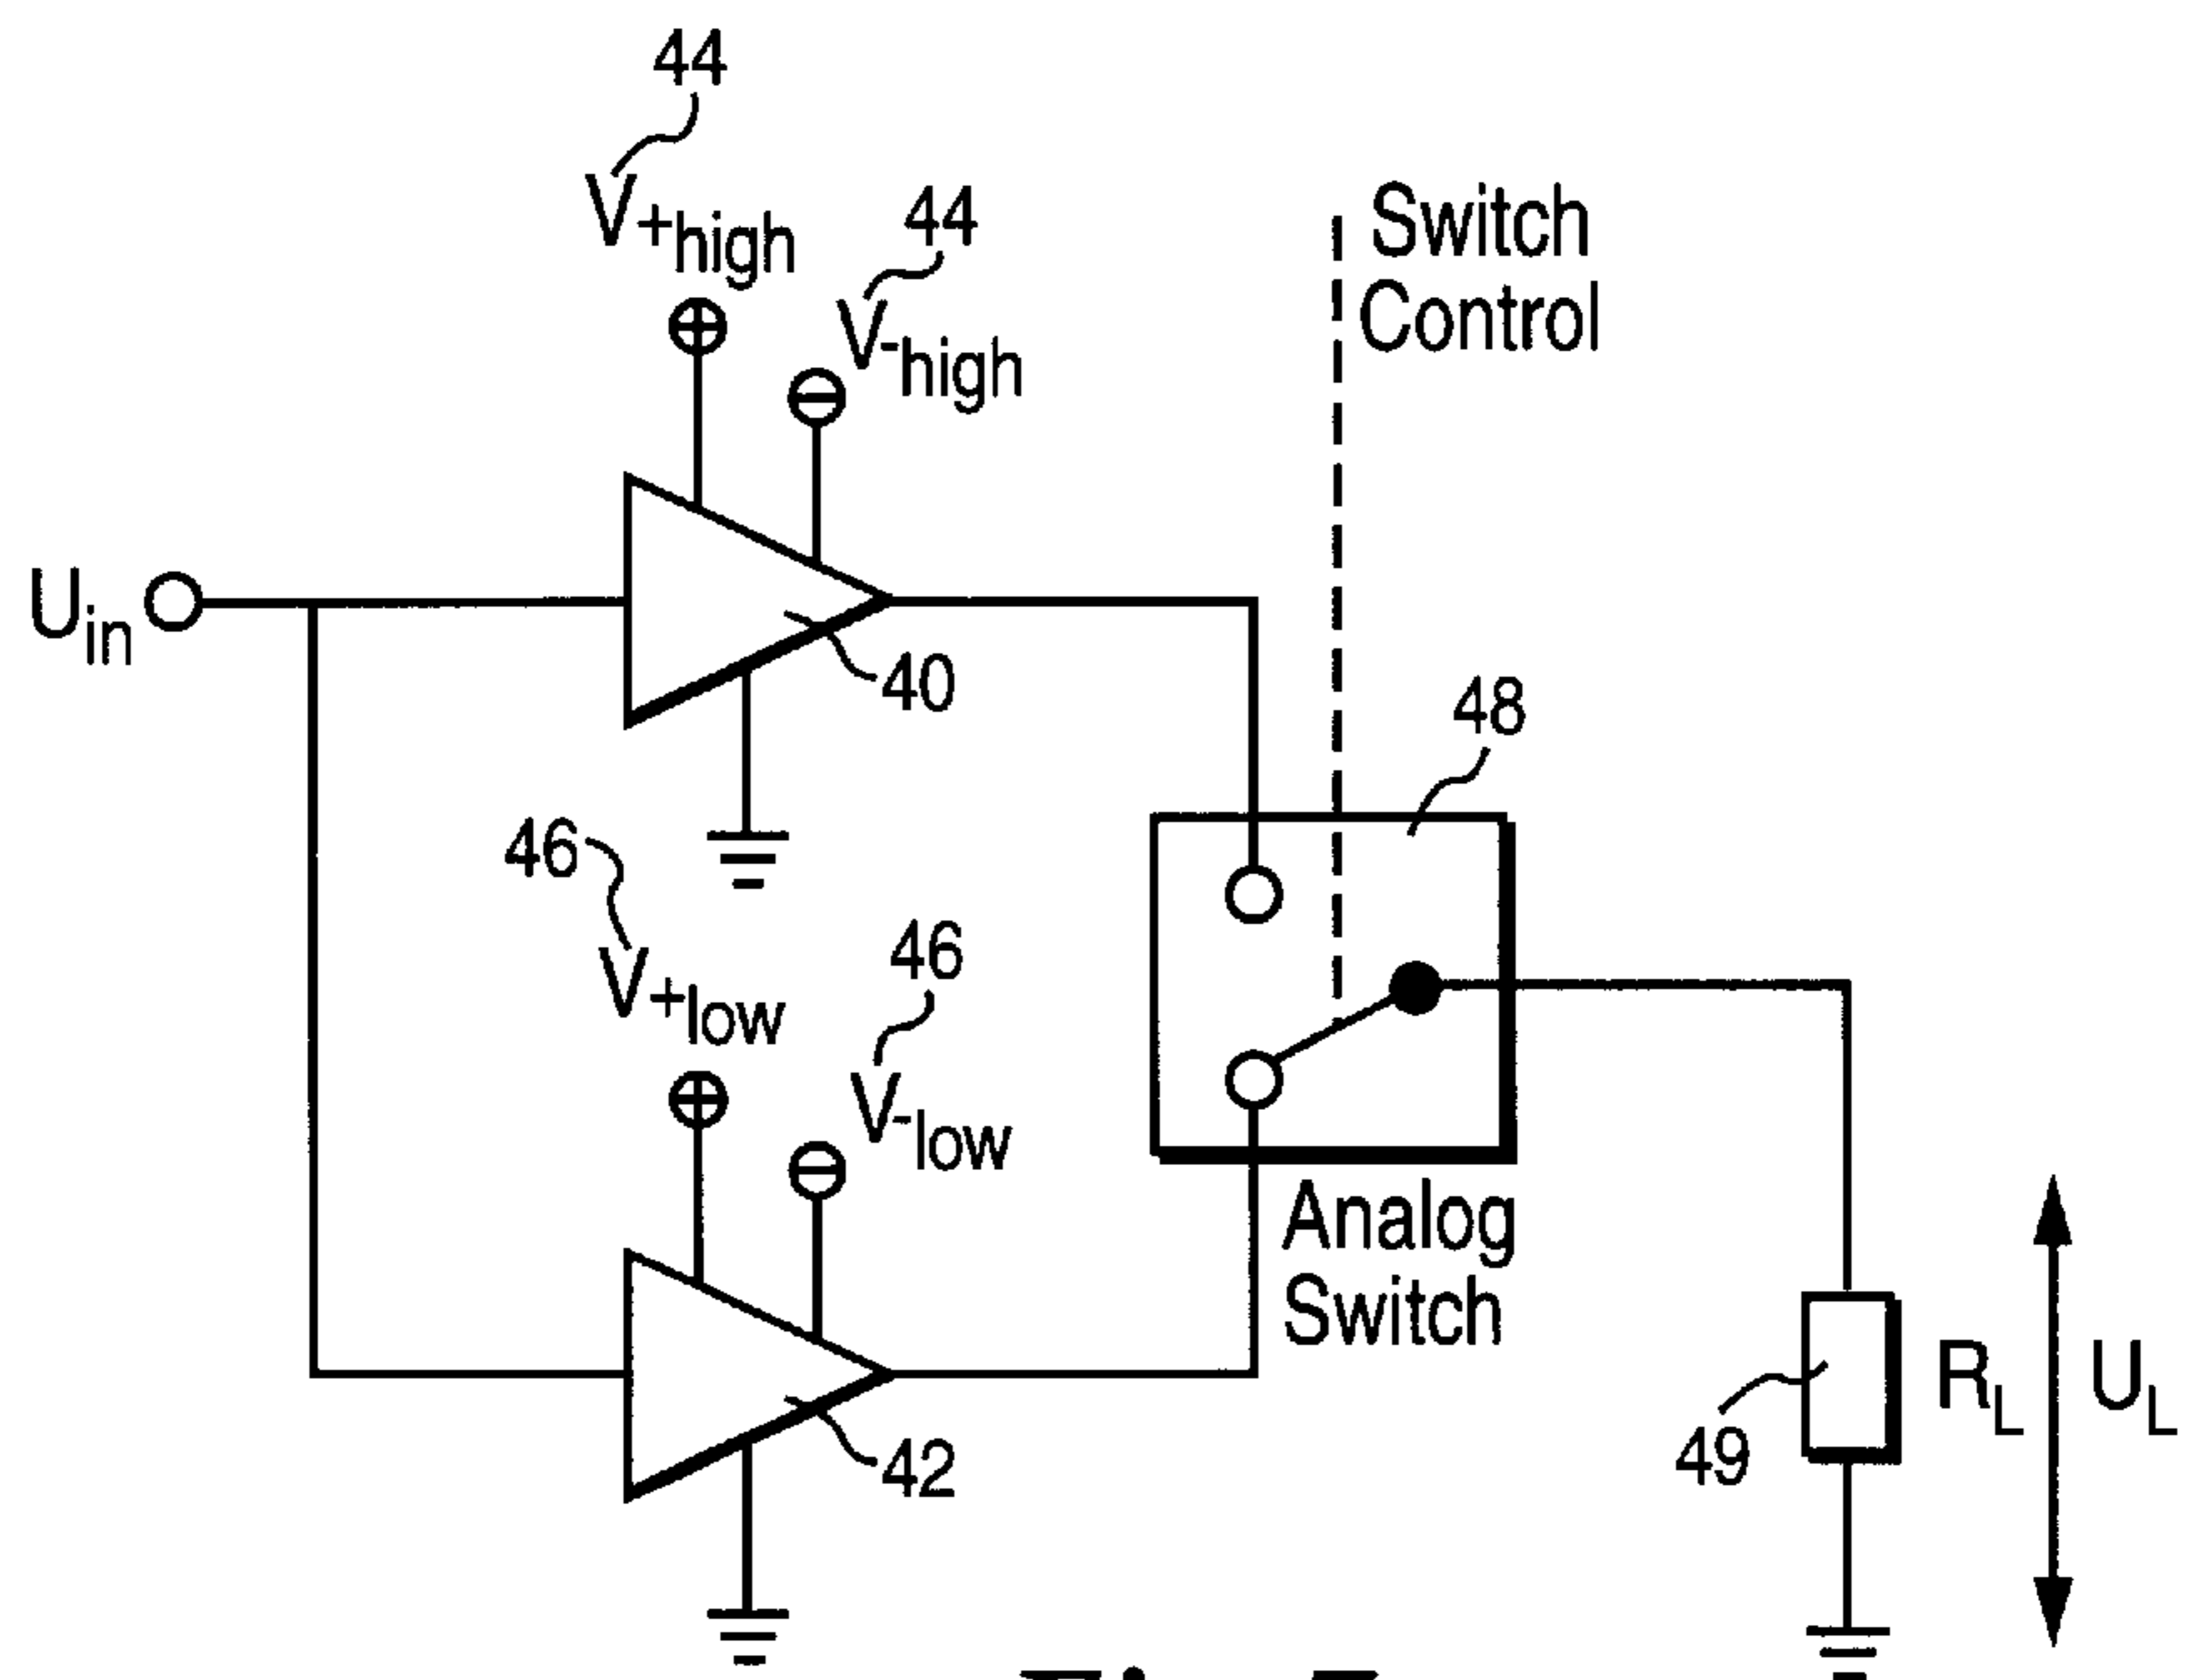 44
V+high
44
V-high
Switch
Control
Uin
40
48
46
V+low
46
V-low
Analog
Switch
42
49
RL
UL